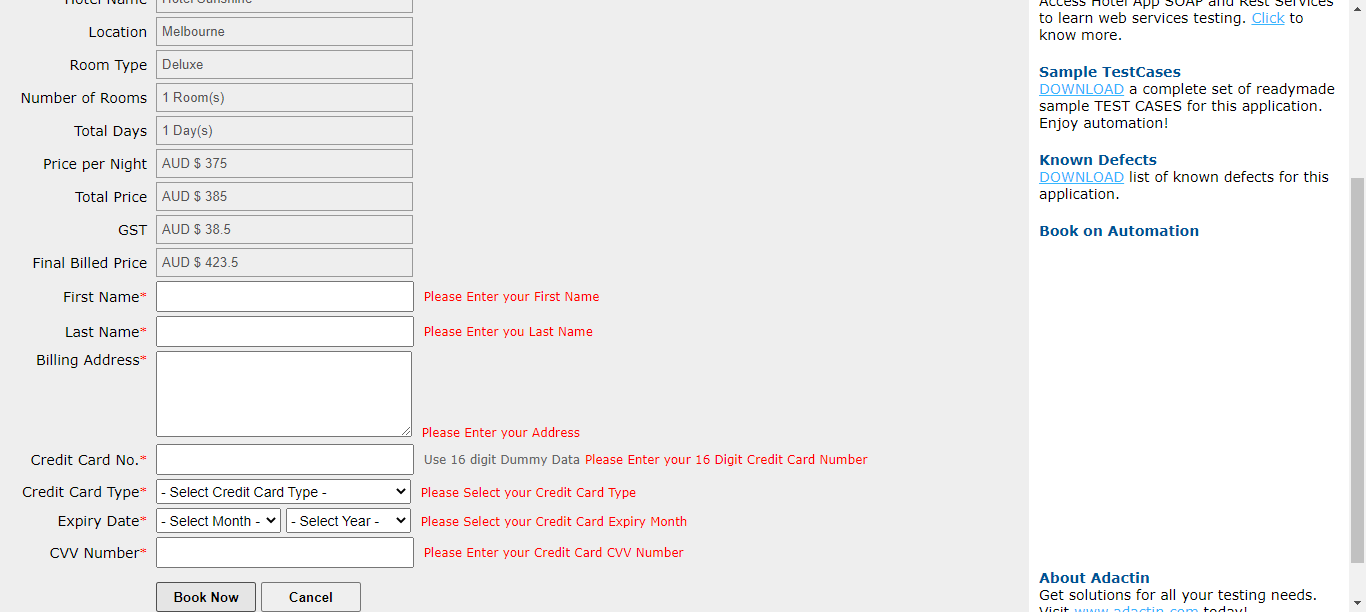 Hotel Name Hotel Sunshine
Location Melbourne
Room Type Deluxe
Number of Rooms 1 Room(s)
Total Days 1 Day(s)
Price per Night AUD $ 375
Total Price AUD $ 385
GST AUD $ 38.5
Final Billed Price AUD $ 423.5
First Name* Please Enter your First Name
Last Name* Please Enter you Last Name
Billing Address*
Please Enter your Address
Credit Card No.* Use 16 digit Dummy Data Please Enter your 16 Digit Credit Card Number
Credit Card Type* - Select Credit Card Type - Please Select your Credit Card Type
Expiry Date* - Select Month - - Select Year - Please Select your Credit Card Expiry Month
CVV Number* Please Enter your Credit Card CVV Number
Book Now Cancel
Access Hotel App SOAP and Rest Services
to learn web services testing. Click to
know more.
Sample TestCases
DOWNLOAD a complete set of readymade
sample TEST CASES for this application.
Enjoy automation!
Known Defects
DOWNLOAD list of known defects for this
application.
Book on Automation
About Adactin
Get solutions for all your testing needs.
Visit www.adactin.com today!